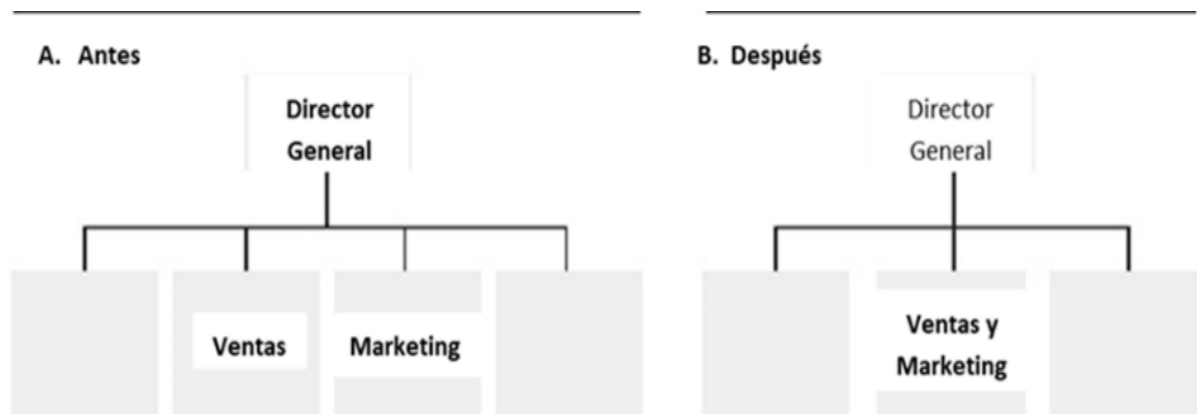 A. Antes
Director
General
Ventas
Marketing
B. Después
Director
General
Ventas y
Marketing